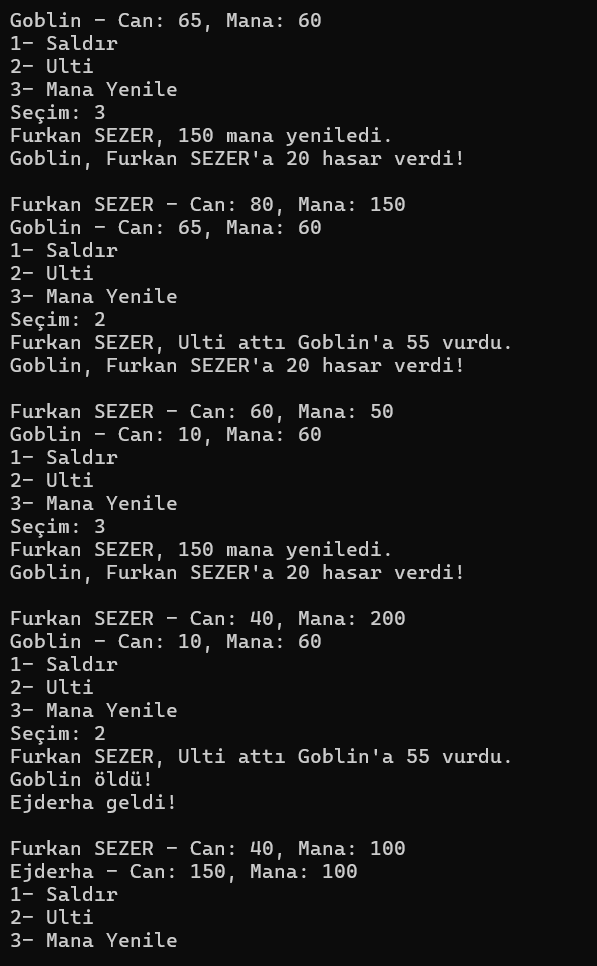 Goblin - Can: 65, Mana: 60
1- Saldır
2- Ulti
3- Mana Yenile
Seçim: 3
Furkan SEZER, 150 mana yeniledi.
Goblin, Furkan SEZER'a 20 hasar verdi!

Furkan SEZER - Can: 80, Mana: 150
Goblin - Can: 65, Mana: 60
1- Saldır
2- Ulti
3- Mana Yenile
Seçim: 2
Furkan SEZER, Ulti attı Goblin'a 55 vurdu.
Goblin, Furkan SEZER'a 20 hasar verdi!

Furkan SEZER - Can: 60, Mana: 50
Goblin - Can: 10, Mana: 60
1- Saldır
2- Ulti
3- Mana Yenile
Seçim: 3
Furkan SEZER, 150 mana yeniledi.
Goblin, Furkan SEZER'a 20 hasar verdi!

Furkan SEZER - Can: 40, Mana: 200
Goblin - Can: 10, Mana: 60
1- Saldır
2- Ulti
3- Mana Yenile
Seçim: 2
Furkan SEZER, Ulti attı Goblin'a 55 vurdu.
Goblin öldü!
Ejderha geldi!

Furkan SEZER - Can: 40, Mana: 100
Ejderha - Can: 150, Mana: 100
1- Saldır
2- Ulti
3- Mana Yenile